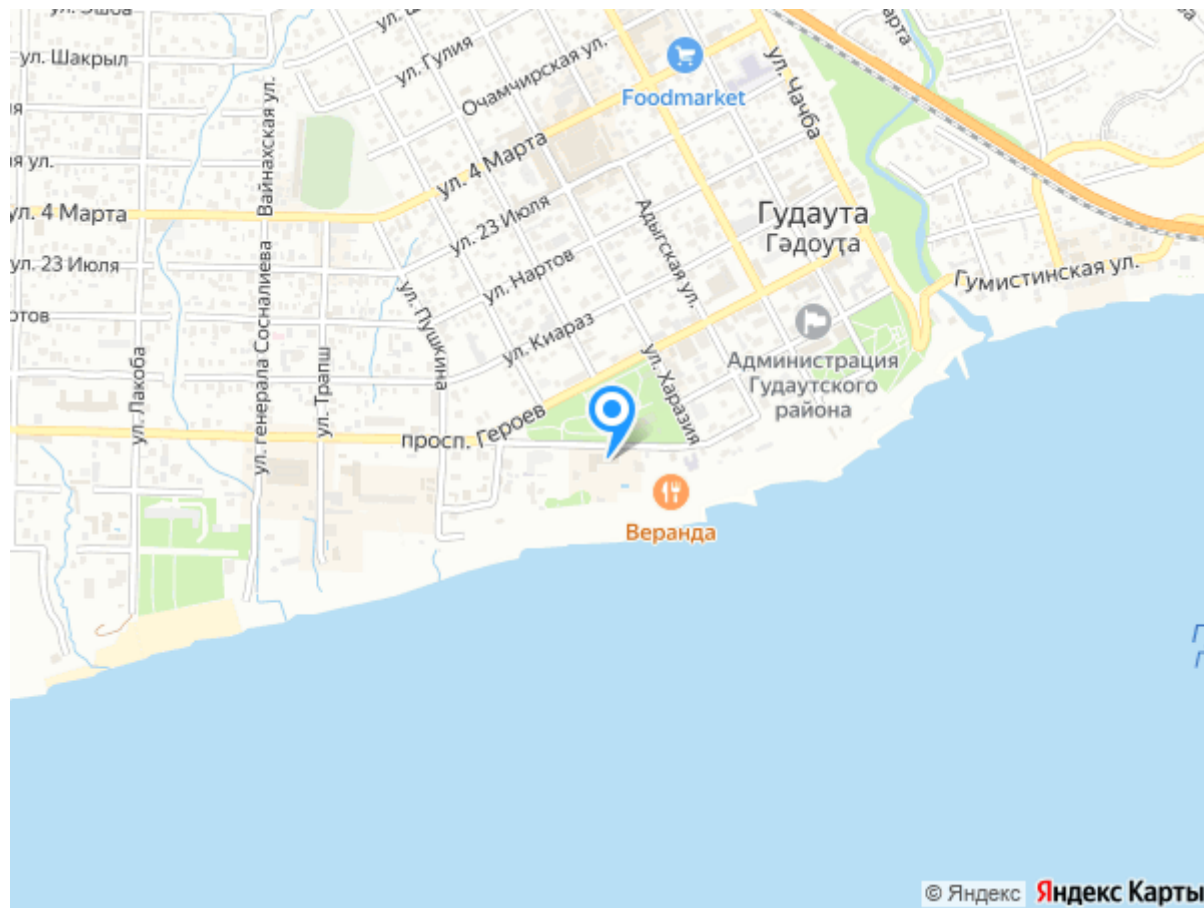 ул. Эшба
ул. Шакрыл
ул. Гулия
Очамчирская ул.
Foodmarket
ул. Чачба
Вайнахская ул.
ул. 4 Марта
ул. 4 Марта
ул. 23 Июля
ул. 23 Июля
Адыгская ул.
Гудаута
Гәдоуҭа
Гумистинская ул.
ул. Нартов
ул. Киараз
ул. Пушкина
ул. генерала Сосналиева
ул. Трапш
ул. Лакоба
ул. Харазия
Администрация
Гудаутского
района
просп. Героев
Веранда
© Яндекс Яндекс Карты